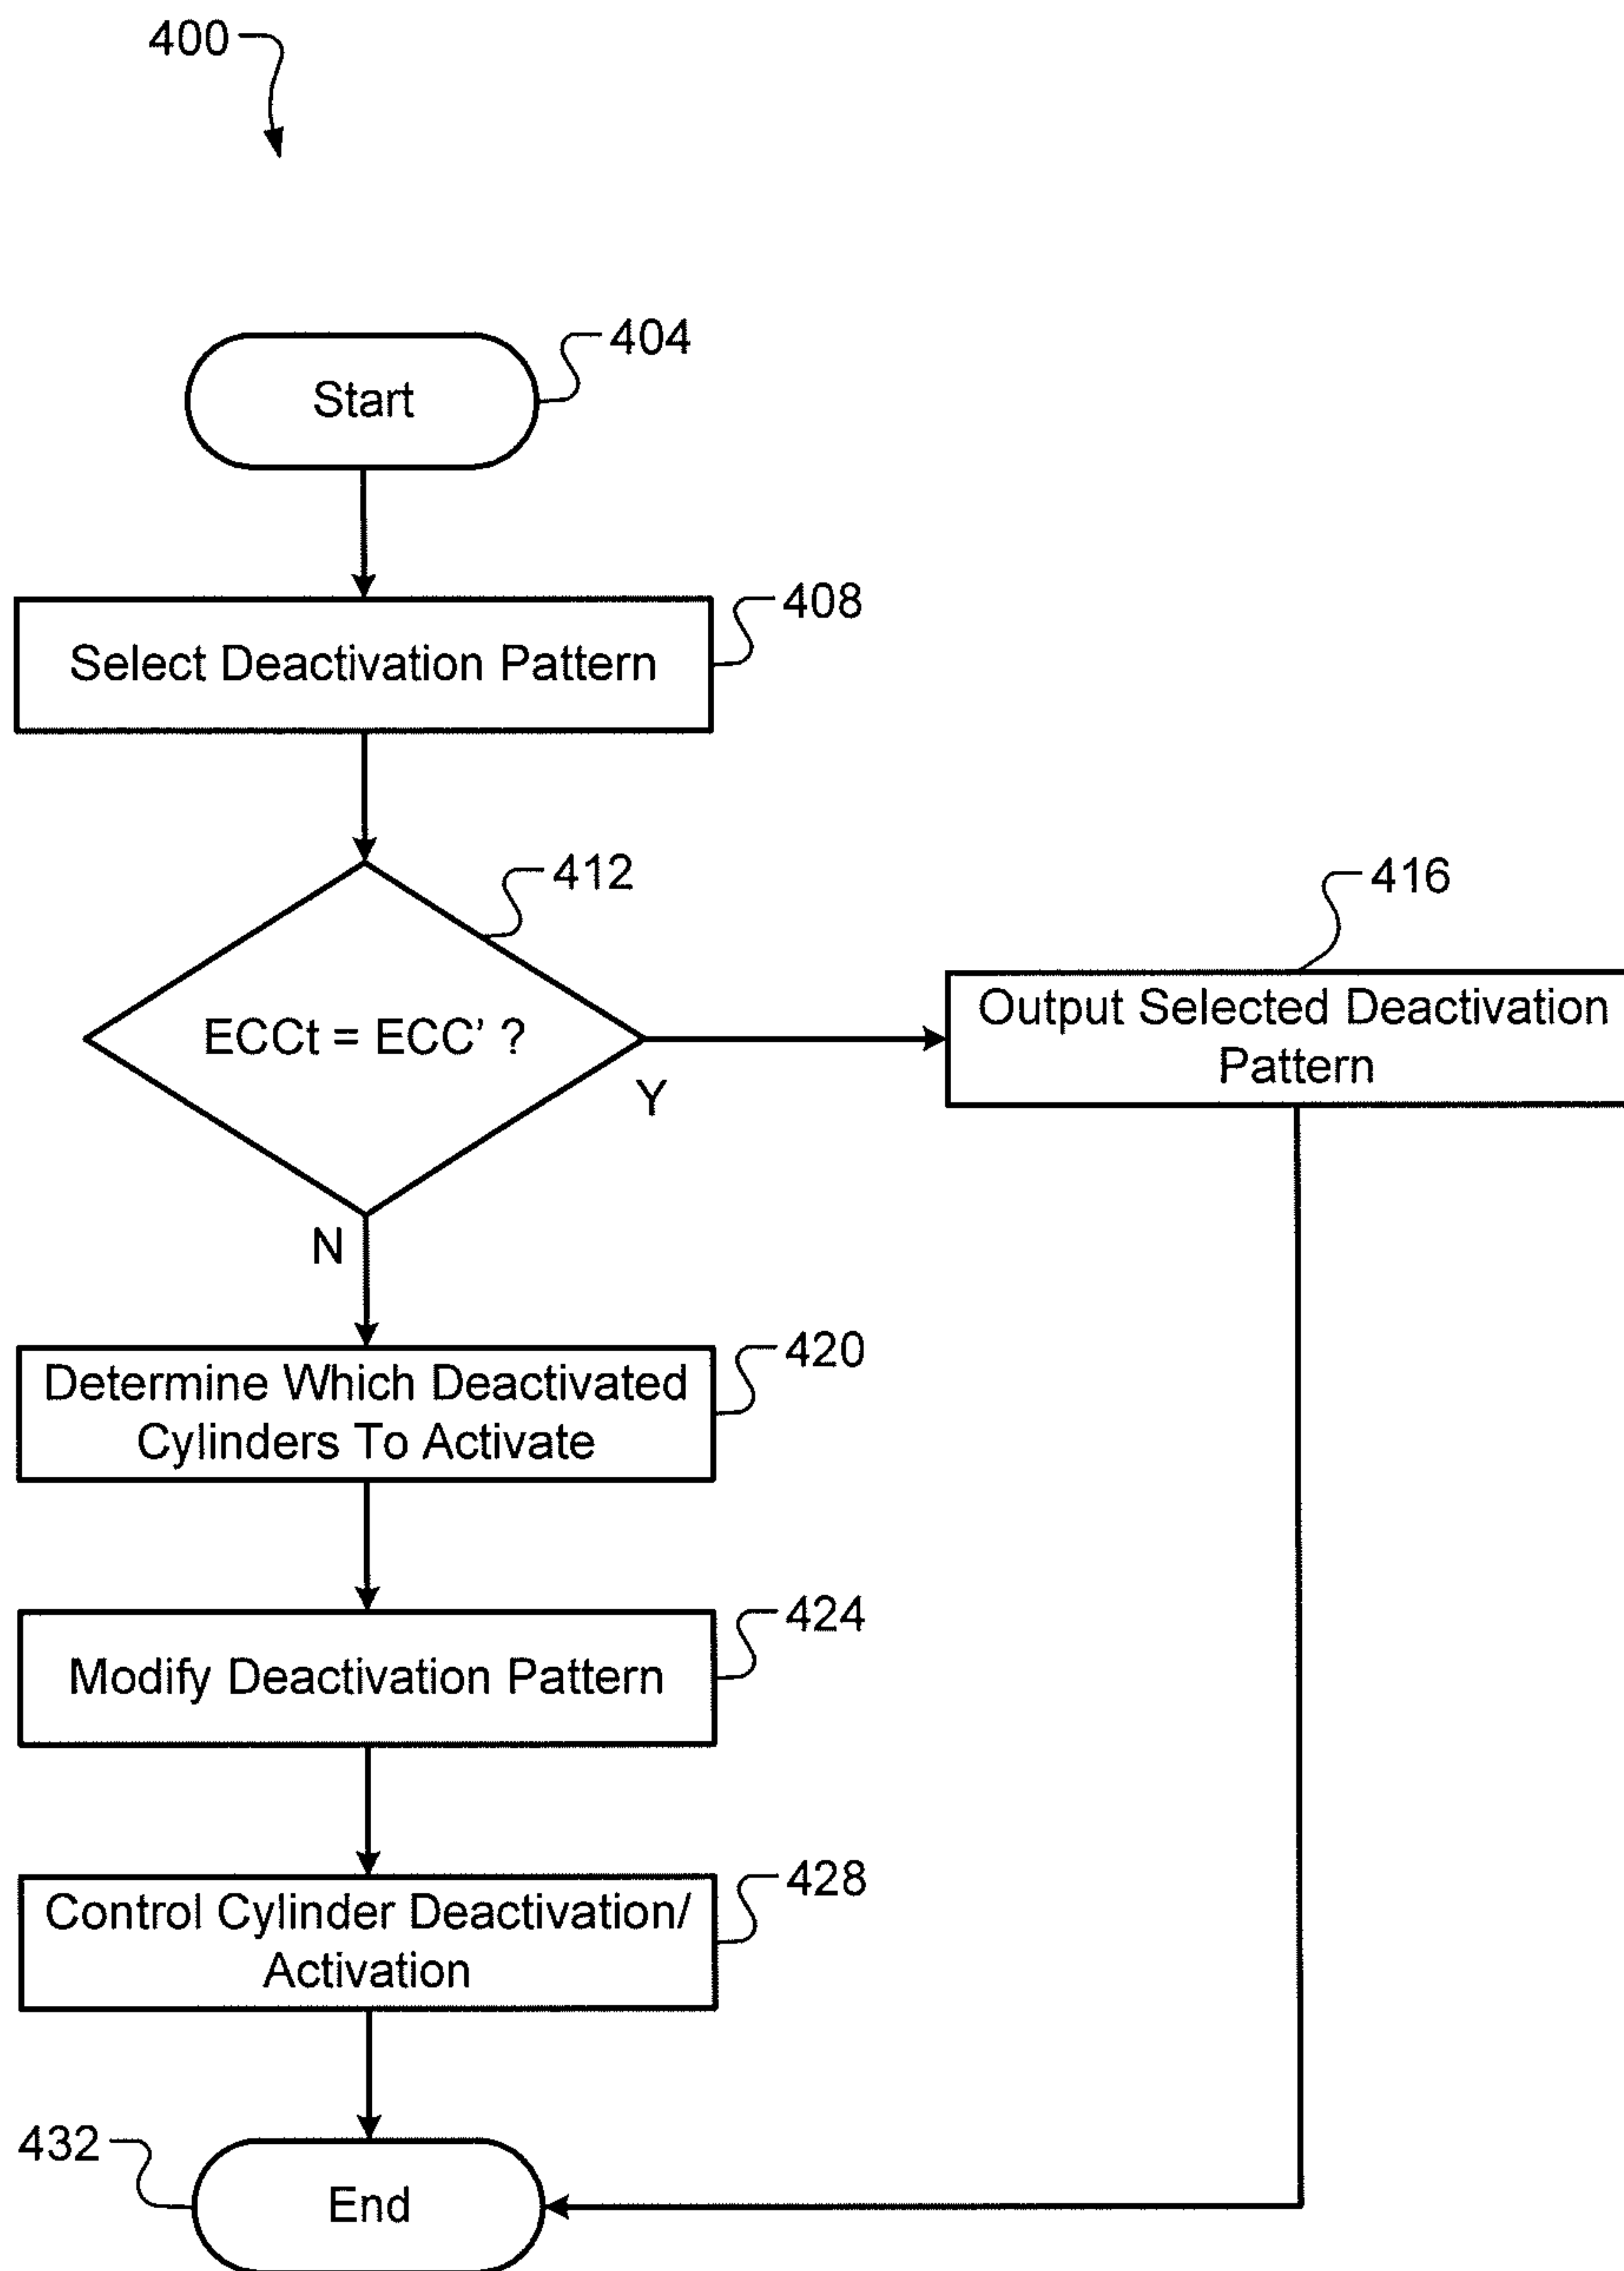 400
404
Start
408
Select Deactivation Pattern
412
ECCt = ECC' ?
416
Output Selected Deactivation
Pattern
Y
N
420
Determine Which Deactivated
Cylinders To Activate
424
Modify Deactivation Pattern
428
Control Cylinder Deactivation/
Activation
432
End